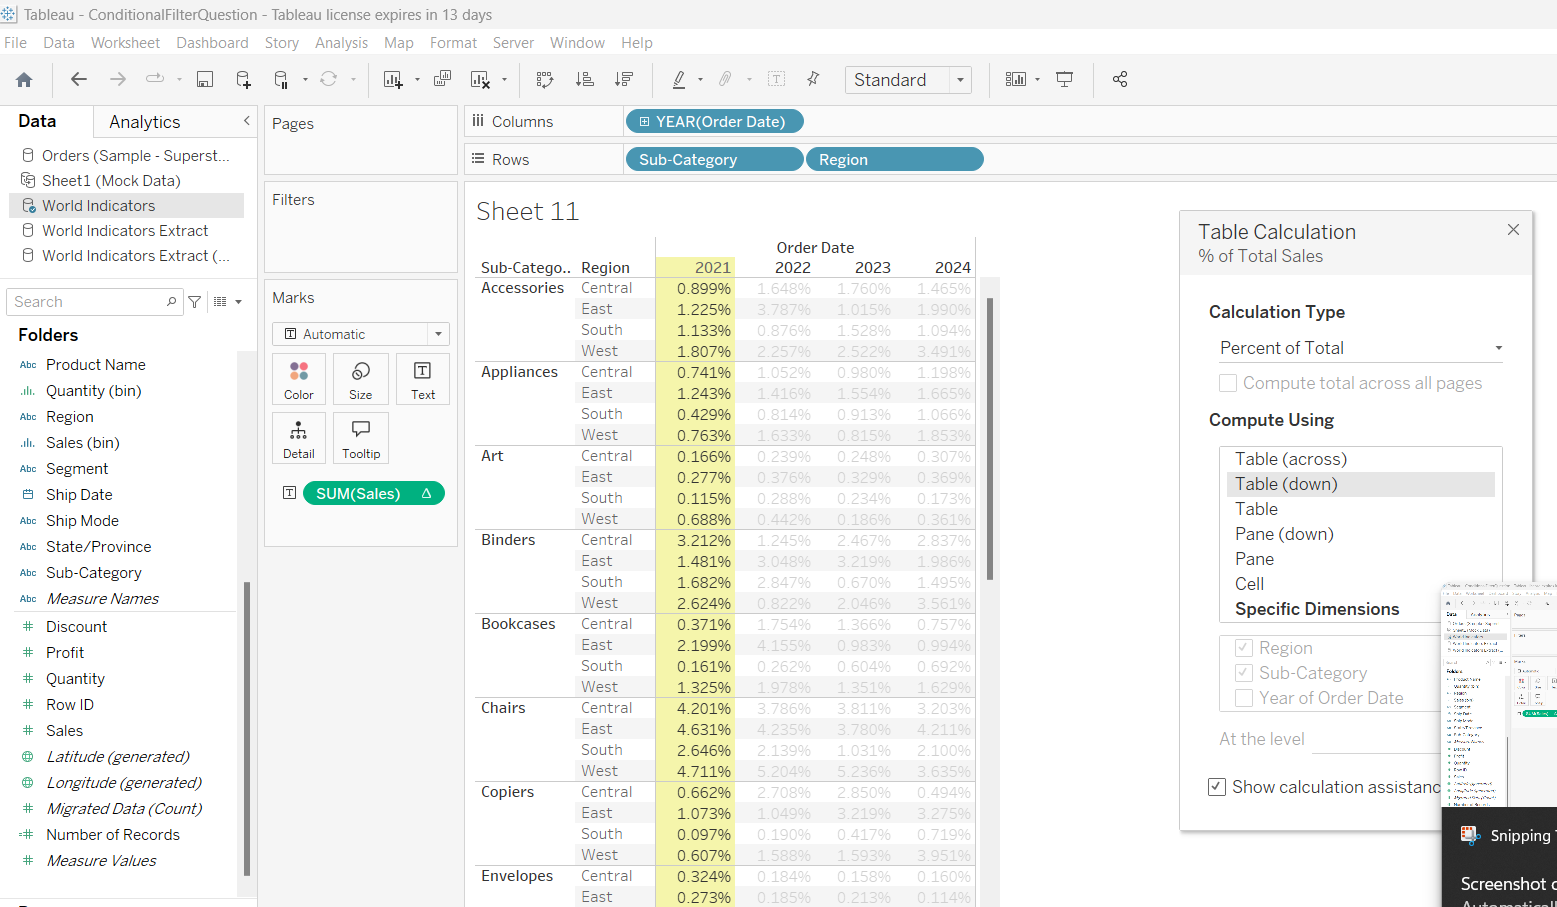 Tableau - ConditionalFilterQuestion - Tableau license expires in 13 days
File Data Worksheet Dashboard Story Analysis Map Format Server Window Help
Standard
Data Analytics
Orders (Sample - Superst...
Sheet1 (Mock Data)
World Indicators
World Indicators Extract
World Indicators Extract (...
Search
Folders
Abc Product Name
Quantity (bin)
Abc Region
Sales (bin)
Abc Segment
Ship Date
Abc Ship Mode
Abc State/Province
Abc Sub-Category
Abc Measure Names
# Discount
# Profit
# Quantity
# Row ID
# Sales
Latitude (generated)
Longitude (generated)
# Migrated Data (Count)
=# Number of Records
# Measure Values
Pages
Filters
Marks
Automatic
Color Size Text
Detail Tooltip
SUM(Sales) Δ
Columns YEAR(Order Date)
Rows Sub-Category Region
Sheet 11
Order Date
Sub-Catego.. Region 2021 2022 2023 2024
Accessories Central 0.899% 1.648% 1.760% 1.465%
East 1.225% 3.787% 1.015% 1.990%
South 1.133% 0.876% 1.528% 1.094%
West 1.807% 2.257% 2.522% 3.491%
Appliances Central 0.741% 1.052% 0.980% 1.198%
East 1.243% 1.416% 1.554% 1.665%
South 0.429% 0.814% 0.913% 1.066%
West 0.763% 1.633% 0.815% 1.853%
Art Central 0.166% 0.239% 0.248% 0.307%
East 0.277% 0.376% 0.329% 0.369%
South 0.115% 0.288% 0.234% 0.173%
West 0.688% 0.442% 0.186% 0.361%
Binders Central 3.212% 1.245% 2.467% 2.837%
East 1.481% 3.048% 3.219% 1.986%
South 1.682% 2.847% 0.670% 1.495%
West 2.624% 0.822% 2.046% 3.561%
Bookcases Central 0.371% 1.754% 1.366% 0.757%
East 2.199% 4.194% 0.983% 0.994%
South 0.161% 0.262% 0.604% 0.692%
West 1.325% 1.978% 1.351% 1.629%
Chairs Central 4.201% 3.786% 3.811% 3.203%
East 4.631% 4.235% 3.780% 4.211%
South 2.646% 2.139% 1.031% 2.100%
West 4.711% 5.204% 5.236% 3.635%
Copiers Central 0.662% 2.708% 2.850% 0.494%
East 1.073% 1.049% 3.219% 3.275%
South 0.097% 0.190% 0.417% 0.719%
West 0.607% 1.588% 1.593% 3.951%
Envelopes Central 0.324% 0.184% 0.158% 0.160%
East 0.273% 0.185% 0.213% 0.114%
Table Calculation
% of Total Sales
Calculation Type
Percent of Total
Compute total across all pages
Compute Using
Table (across)
Table (down)
Table
Pane (down)
Pane
Cell
Specific Dimensions
Region
Sub-Category
Year of Order Date
At the level
Show calculation assistanc
Snipping
Screenshot